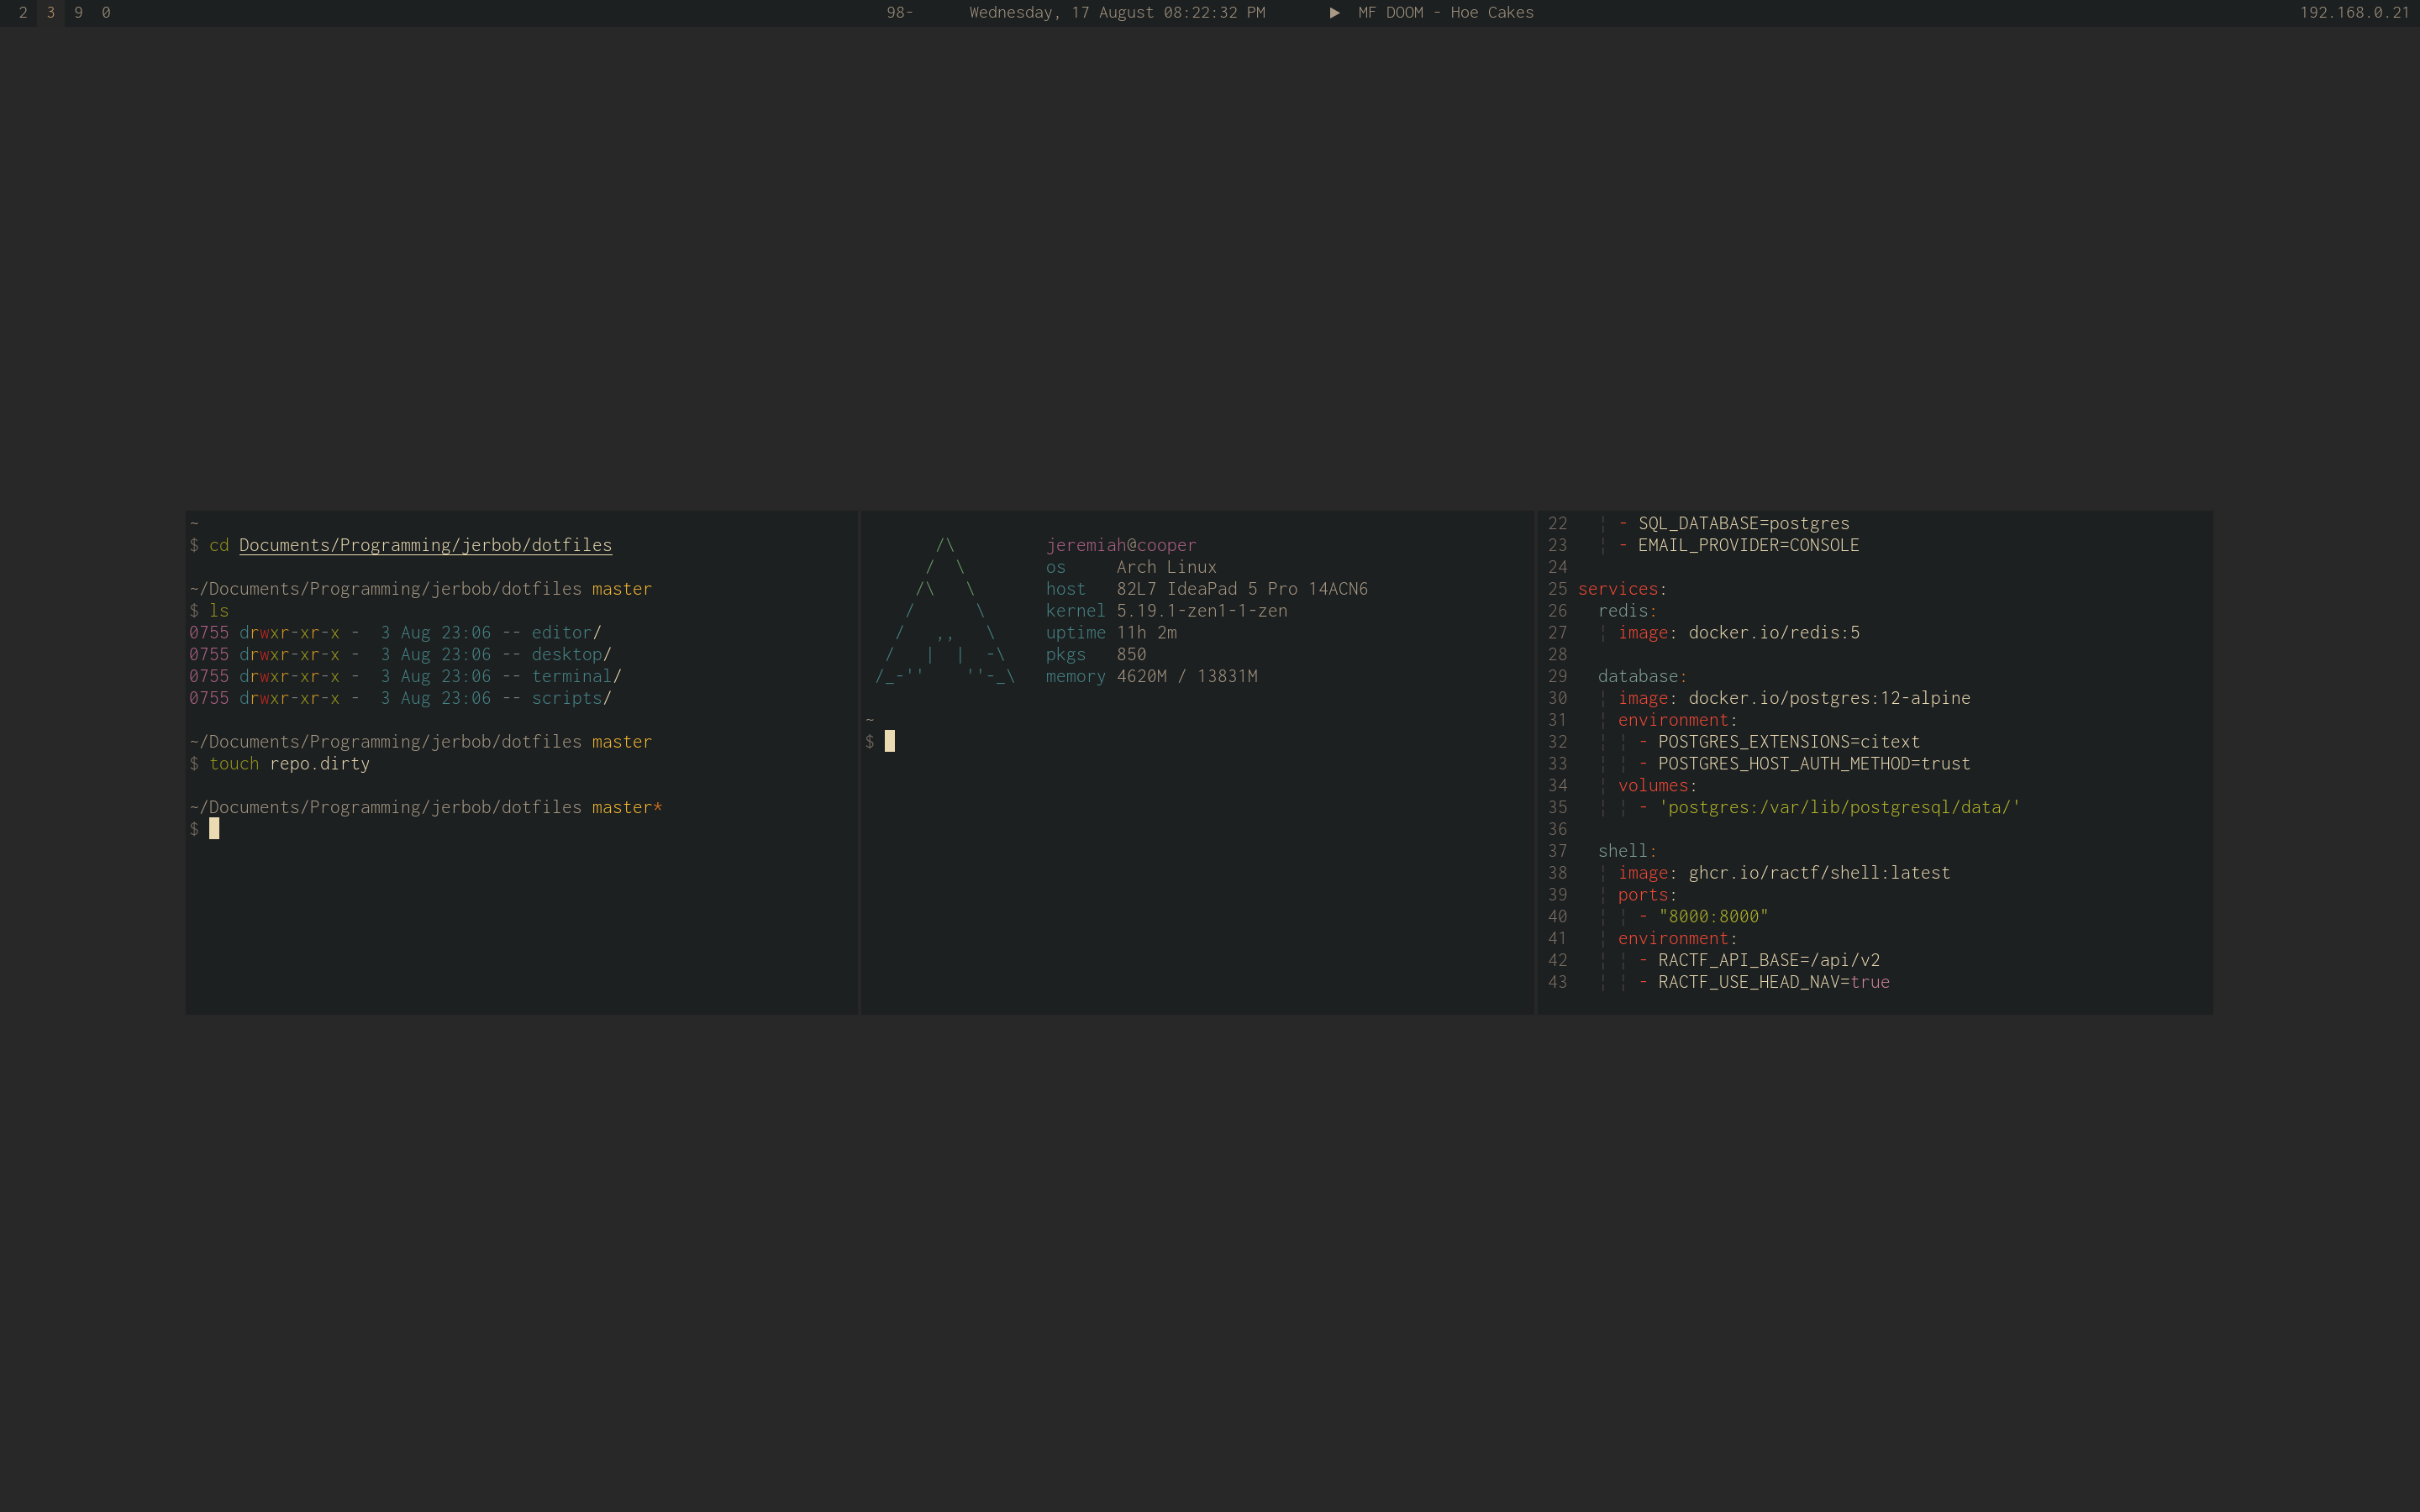 2 3 9 0 98- Wednesday, 17 August 08:22:32 PM ▶ MF DOOM - Hoe Cakes 192.168.0.21
~
$ cd Documents/Programming/jerbob/dotfiles
~/Documents/Programming/jerbob/dotfiles master
$ ls
0755 drwxr-xr-x -  3 Aug 23:06 -- editor/
0755 drwxr-xr-x -  3 Aug 23:06 -- desktop/
0755 drwxr-xr-x -  3 Aug 23:06 -- terminal/
0755 drwxr-xr-x -  3 Aug 23:06 -- scripts/
~/Documents/Programming/jerbob/dotfiles master
$ touch repo.dirty
~/Documents/Programming/jerbob/dotfiles master*
$
jeremiah@cooper
os Arch Linux
host 82L7 IdeaPad 5 Pro 14ACN6
kernel 5.19.1-zen1-1-zen
uptime 11h 2m
pkgs 850
memory 4620M / 13831M
~
$
22 - SQL_DATABASE=postgres
23 - EMAIL_PROVIDER=CONSOLE
24
25 services:
26 redis:
27 image: docker.io/redis:5
28
29 database:
30 image: docker.io/postgres:12-alpine
31 environment:
32 - POSTGRES_EXTENSIONS=citext
33 - POSTGRES_HOST_AUTH_METHOD=trust
34 volumes:
35 - 'postgres:/var/lib/postgresql/data/'
36
37 shell:
38 image: ghcr.io/ractf/shell:latest
39 ports:
40 - "8000:8000"
41 environment:
42 - RACTF_API_BASE=/api/v2
43 - RACTF_USE_HEAD_NAV=true